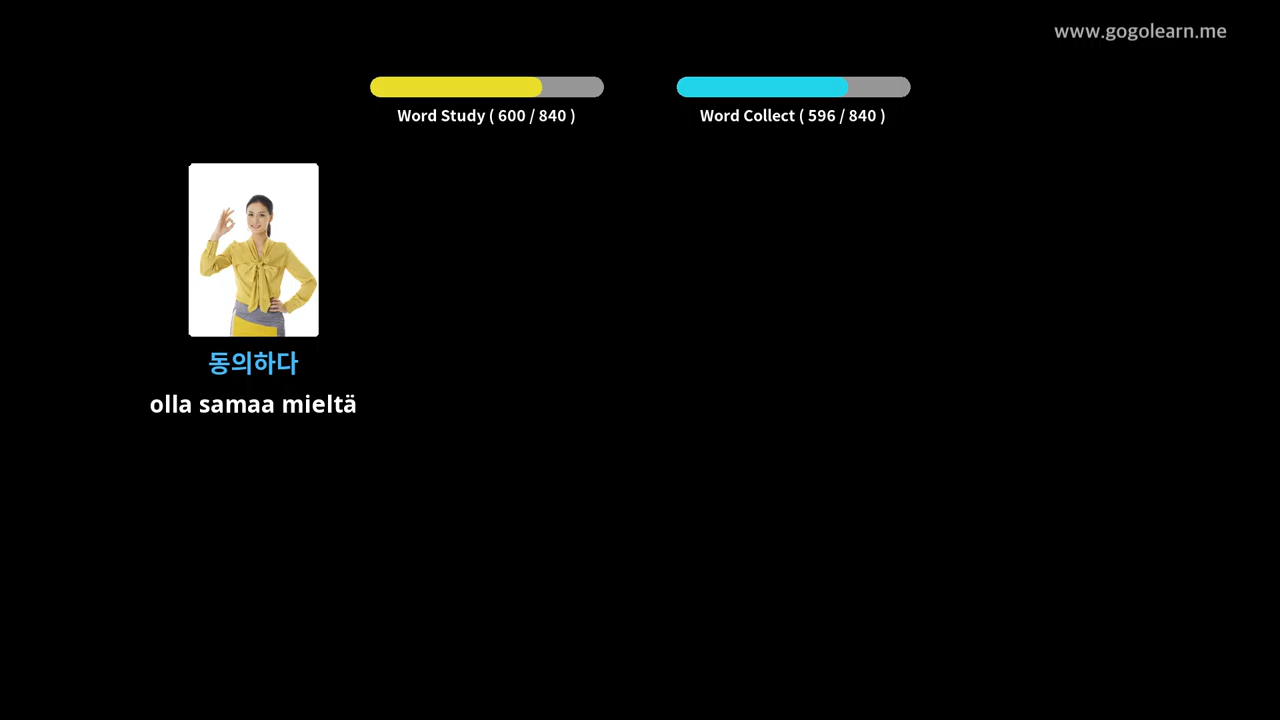 www.gogolearn.me
Word Study ( 600 / 840 )
Word Collect ( 596 / 840 )
동의하다
olla samaa mieltä